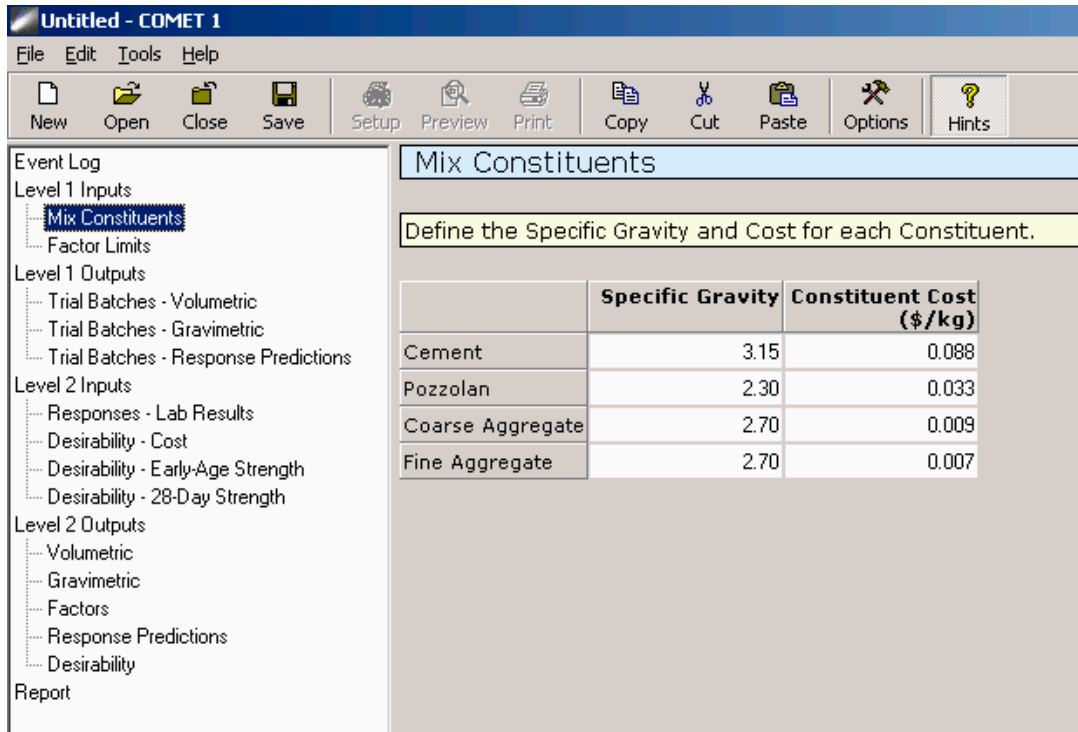 Untitled - COMET 1
File Edit Tools Help
New Open Close Save Setup Preview Print Copy Cut Paste Options Hints
Event Log
Level 1 Inputs
Mix Constituents
Factor Limits
Level 1 Outputs
Trial Batches - Volumetric
Trial Batches - Gravimetric
Trial Batches - Response Predictions
Level 2 Inputs
Responses - Lab Results
Desirability - Cost
Desirability - Early-Age Strength
Desirability - 28-Day Strength
Level 2 Outputs
Volumetric
Gravimetric
Factors
Response Predictions
Desirability
Report
Mix Constituents
Define the Specific Gravity and Cost for each Constituent.
Specific Gravity Constituent Cost
($/kg)
Cement 3.15 0.088
Pozzolan 2.30 0.033
Coarse Aggregate 2.70 0.009
Fine Aggregate 2.70 0.007